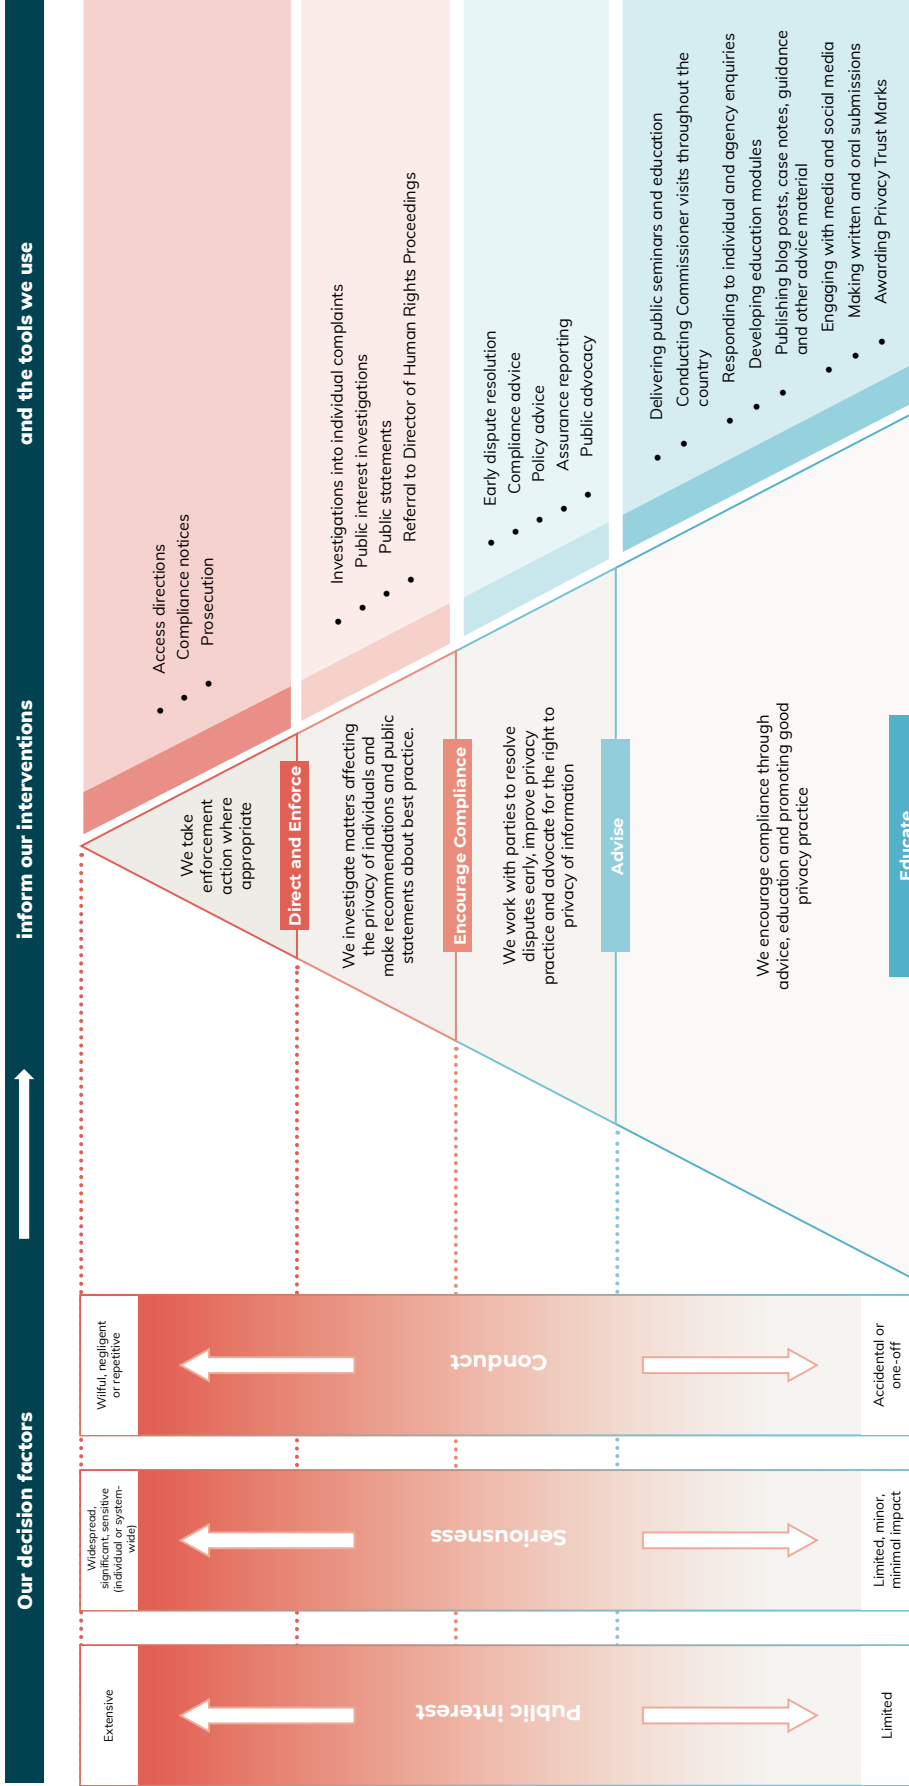 Our decision factors
inform our interventions
and the tools we use
Extensive
Public interest
Limited
Widespread,
significant, sensitive
(individual or system-
wide)
Seriousness
Limited, minor,
minimal impact
Wilful, negligent
or repetitive
Conduct
Accidental or
one-off
We take
enforcement
action where
appropriate
Direct and Enforce
We investigate matters affecting
the privacy of individuals and
make recommendations and public
statements about best practice.
Encourage Compliance
We work with parties to resolve
disputes early, improve privacy
practice and advocate for the right to
privacy of information
Advise
We encourage compliance through
advice, education and promoting good
privacy practice
Educate
• Access directions
• Compliance notices
• Prosecution
• Investigations into individual complaints
• Public interest investigations
• Public statements
• Referral to Director of Human Rights Proceedings
• Early dispute resolution
• Compliance advice
• Policy advice
• Assurance reporting
• Public advocacy
• Delivering public seminars and education
• Conducting Commissioner visits throughout the
country
• Responding to individual and agency enquiries
• Developing education modules
• Publishing blog posts, case notes, guidance
and other advice material
• Engaging with media and social media
• Making written and oral submissions
• Awarding Privacy Trust Marks